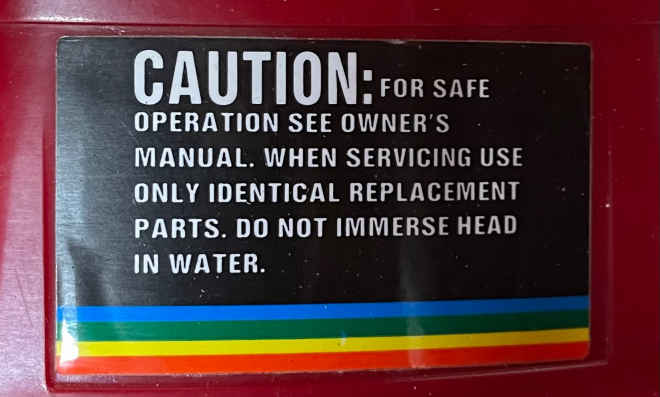 CAUTION: FOR SAFE
OPERATION SEE OWNER'S
MANUAL. WHEN SERVICING USE
ONLY IDENTICAL REPLACEMENT
PARTS. DO NOT IMMERSE HEAD
IN WATER.